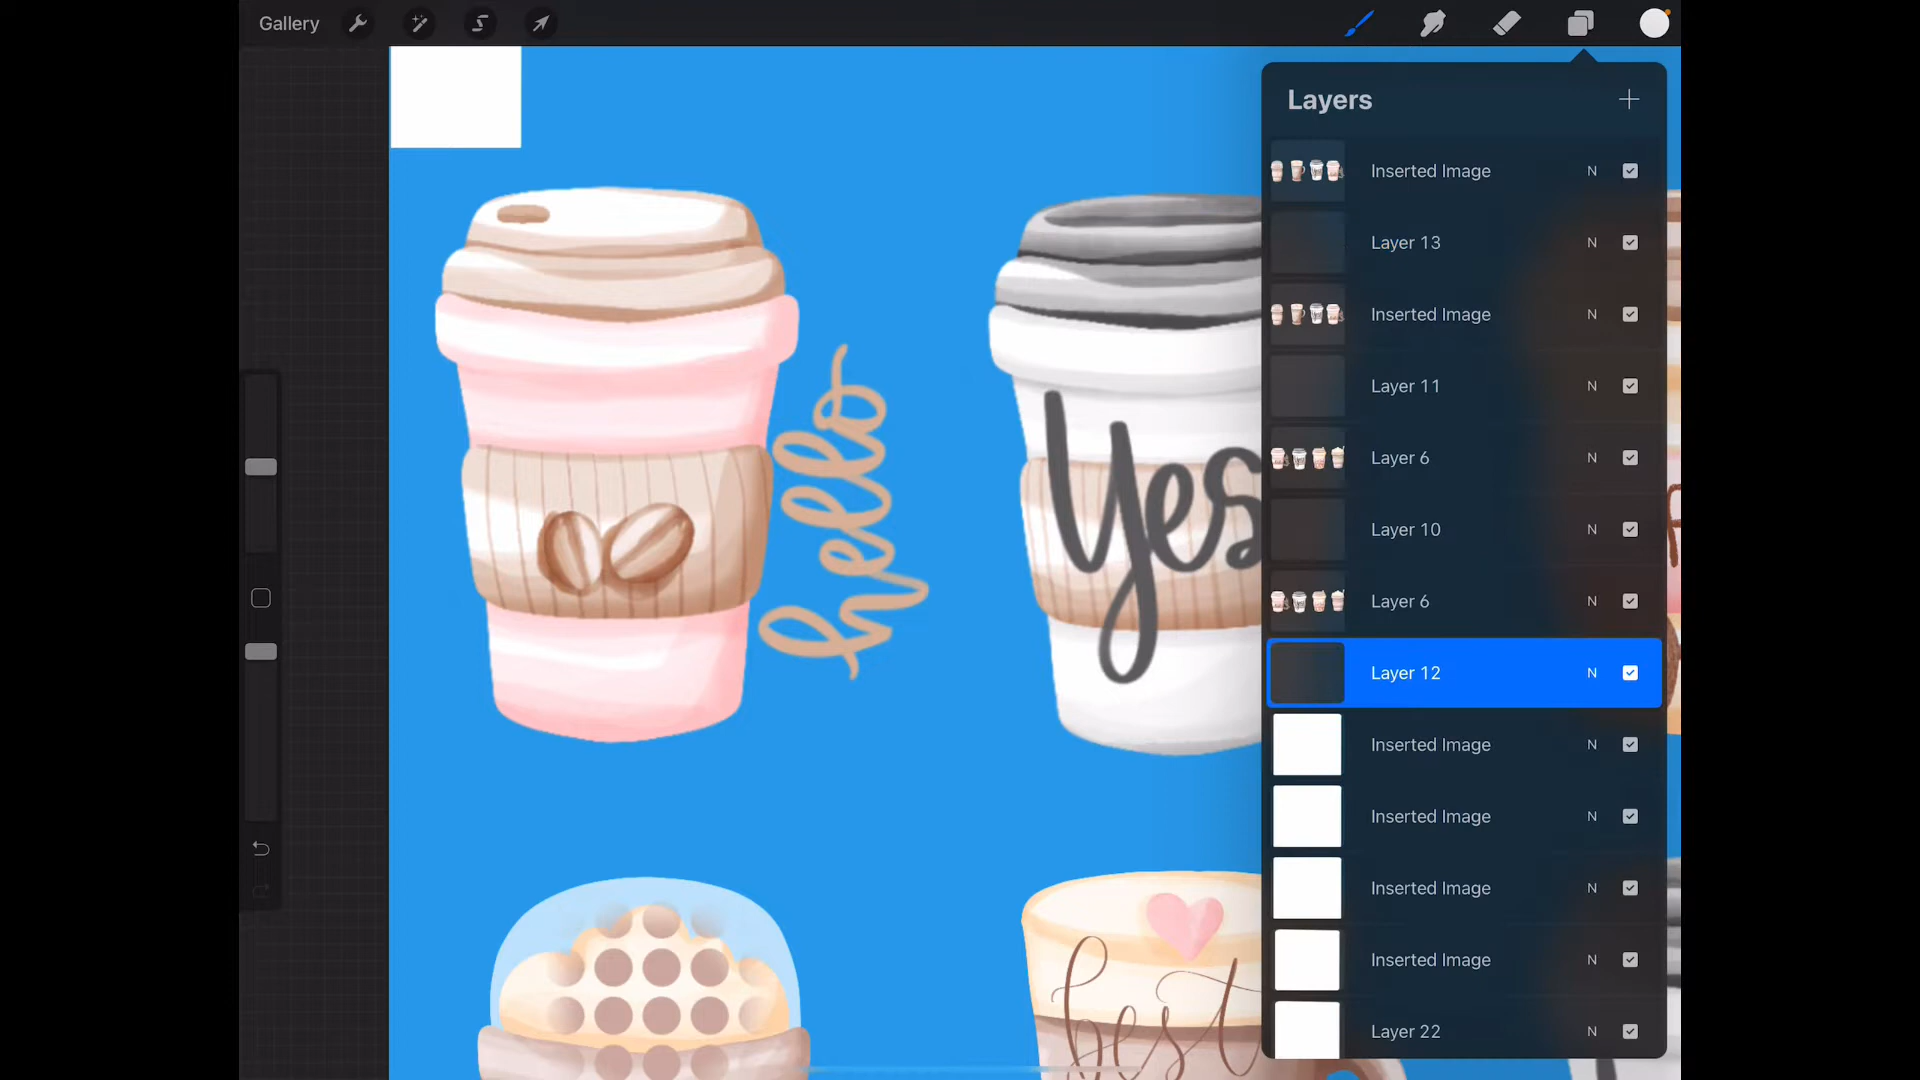 Gallery
Layers
Inserted Image N
Layer 13 N
Inserted Image N
Layer 11 N
Layer 6 N
Layer 10 N
Layer 6 N
Layer 12 N
Inserted Image N
Inserted Image N
Inserted Image N
Inserted Image N
Layer 22 N
hello
Yes
best